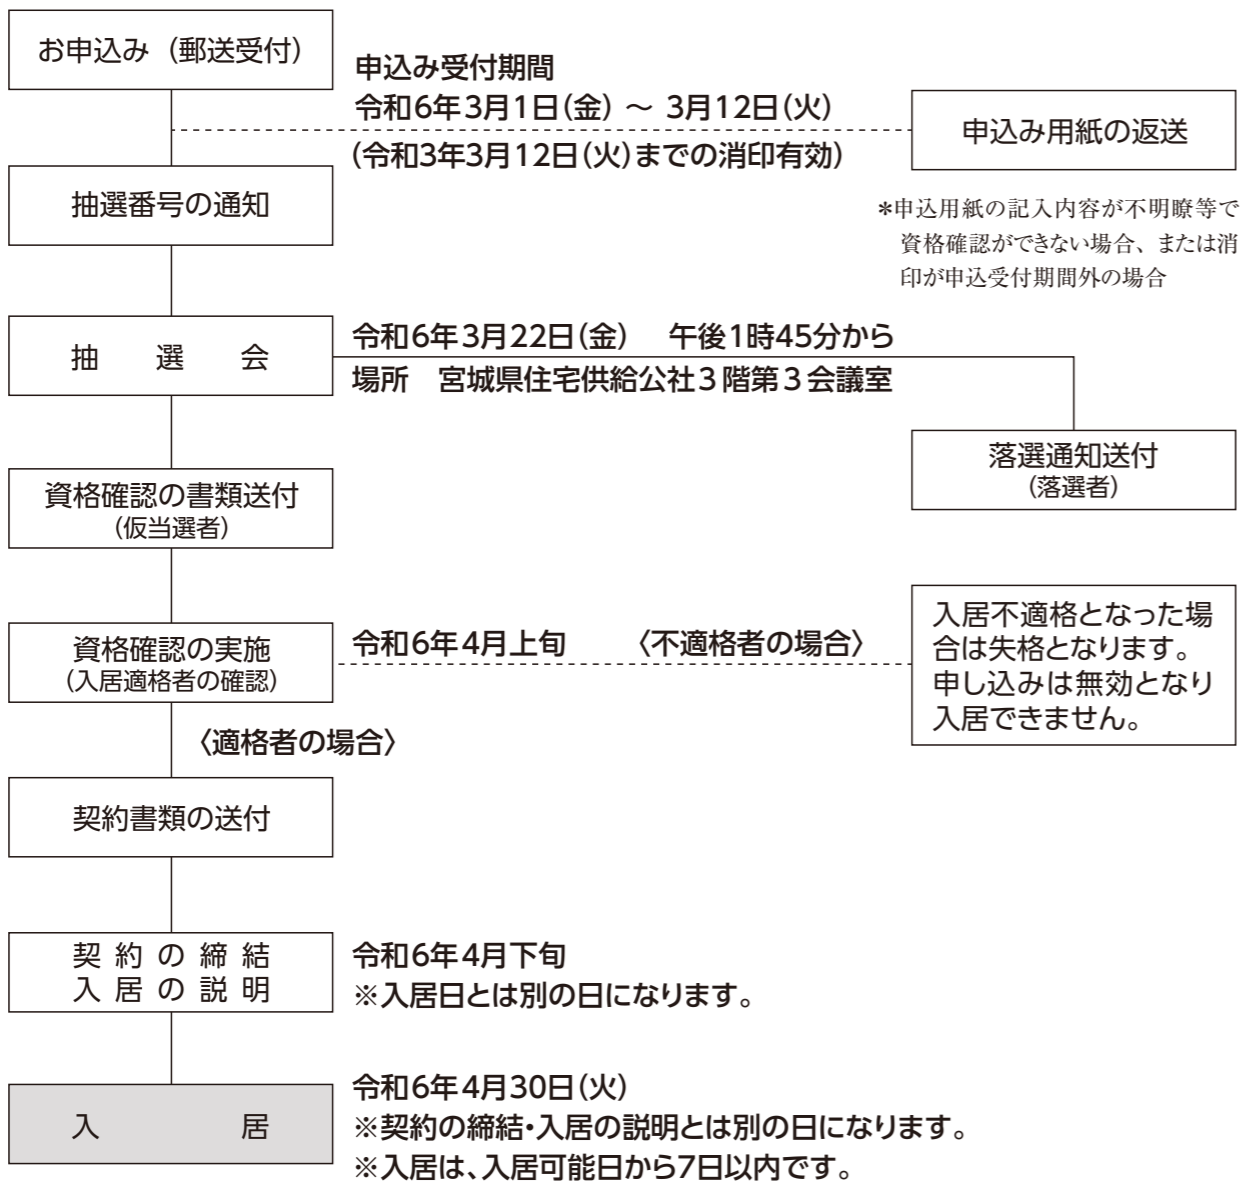 お申込み（郵送受付）
申込み受付期間
令和6年3月1日(金) ～ 3月12日(火)
(令和3年3月12日(火)までの消印有効)
申込み用紙の返送
*申込用紙の記入内容が不明瞭等で
資格確認ができない場合、または消
印が申込受付期間外の場合
抽選番号の通知
抽　選　会
令和6年3月22日(金)　午後1時45分から
場所　宮城県住宅供給公社3階第3会議室
落選通知送付
(落選者)
資格確認の書類送付
(仮当選者)
資格確認の実施
(入居適格者の確認)
令和6年4月上旬　〈不適格者の場合〉
入居不適格となった場
合は失格となります。
申し込みは無効となり
入居できません。
〈適格者の場合〉
契約書類の送付
契約の締結
入居の説明
令和6年4月下旬
※入居日とは別の日になります。
入　居
令和6年4月30日(火)
※契約の締結・入居の説明とは別の日になります。
※入居は、入居可能日から7日以内です。